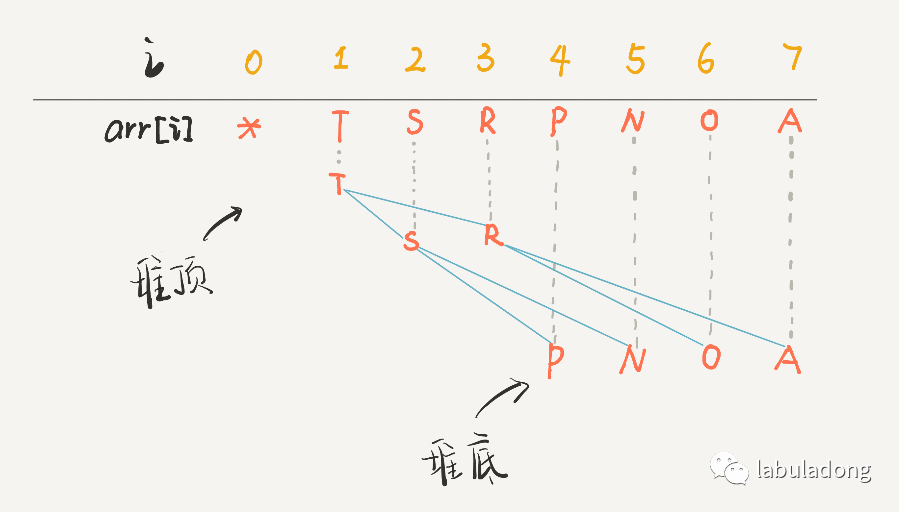 i 0 1 2 3 4 5 6 7
arr[i] * T S R P N O A
T
S R
堆顶
P N O A
堆底
labuladong